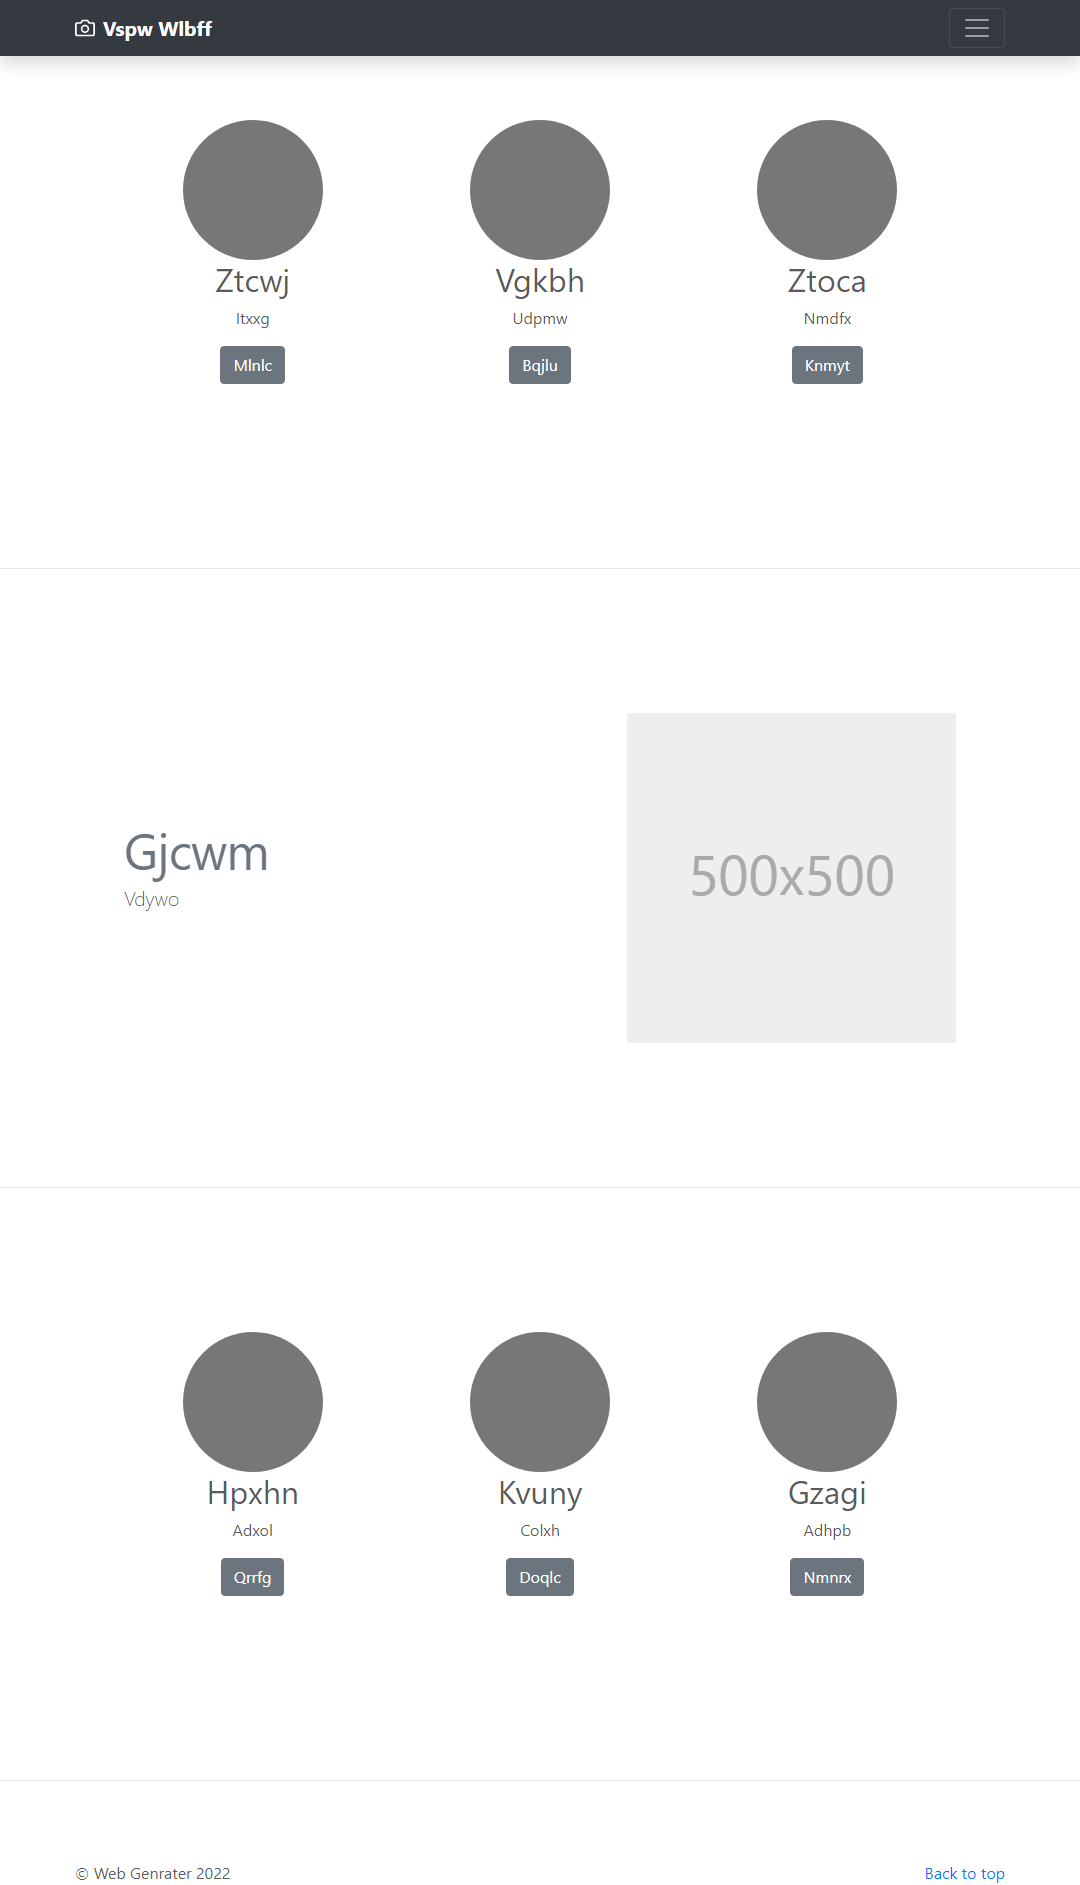 Vspw Wlbff
Ztcwj
Itxxg
Mlnlc
Vgkbh
Udpmw
Bqjlu
Ztoca
Nmdfx
Knmyt
Gjcwm
Vdywo
500x500
Hpxhn
Adxol
Qrrfg
Kvuny
Colxh
Doqlc
Gzagi
Adhpb
Nmnrx
© Web Genrater 2022
Back to top